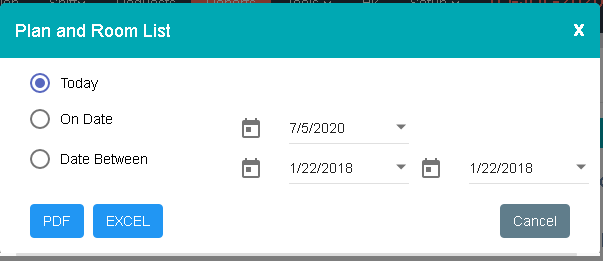 Plan and Room List X
Today
On Date 7/5/2020
Date Between 1/22/2018 1/22/2018
PDF EXCEL Cancel